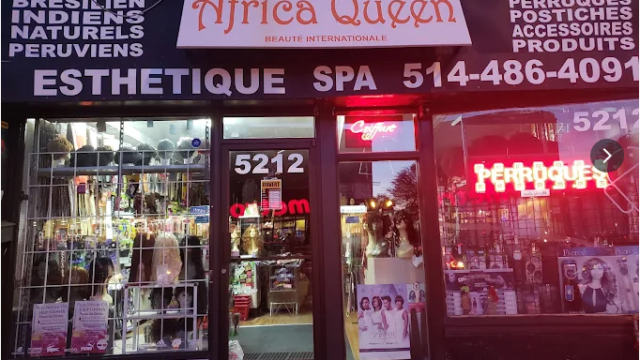 BRÉSILIEN
INDIENS
NATURELS
PERUVIENS
Africa Queen
BEAUTÉ INTERNATIONALE
PERRUQUES
POSTICHES
ACCESSOIRES
PRODUITS
ESTHETIQUE SPA 514-486-4091
5212
Coiffure
5212
PERRUQUES